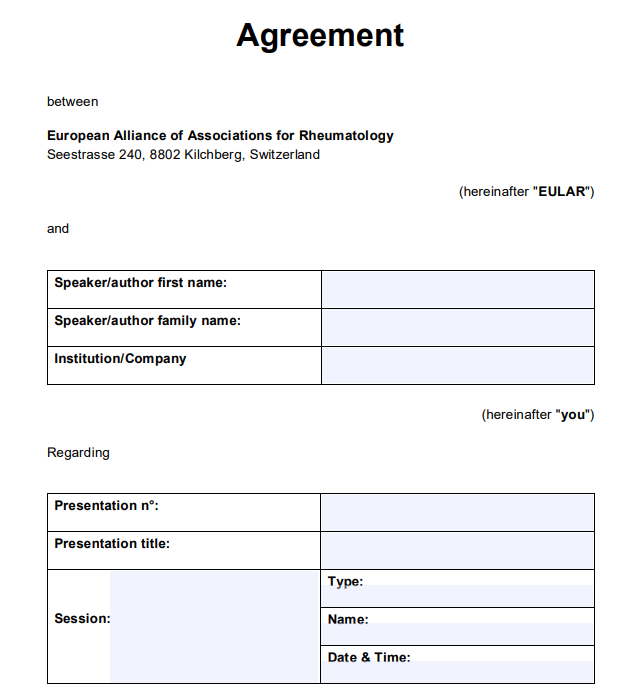 Agreement
between
European Alliance of Associations for Rheumatology
Seestrasse 240, 8802 Kilchberg, Switzerland
(hereinafter "EULAR")
and
Speaker/author first name:
Speaker/author family name:
Institution/Company
(hereinafter "you")
Regarding
Presentation n°:
Presentation title:
Session:
Type:
Name:
Date & Time: